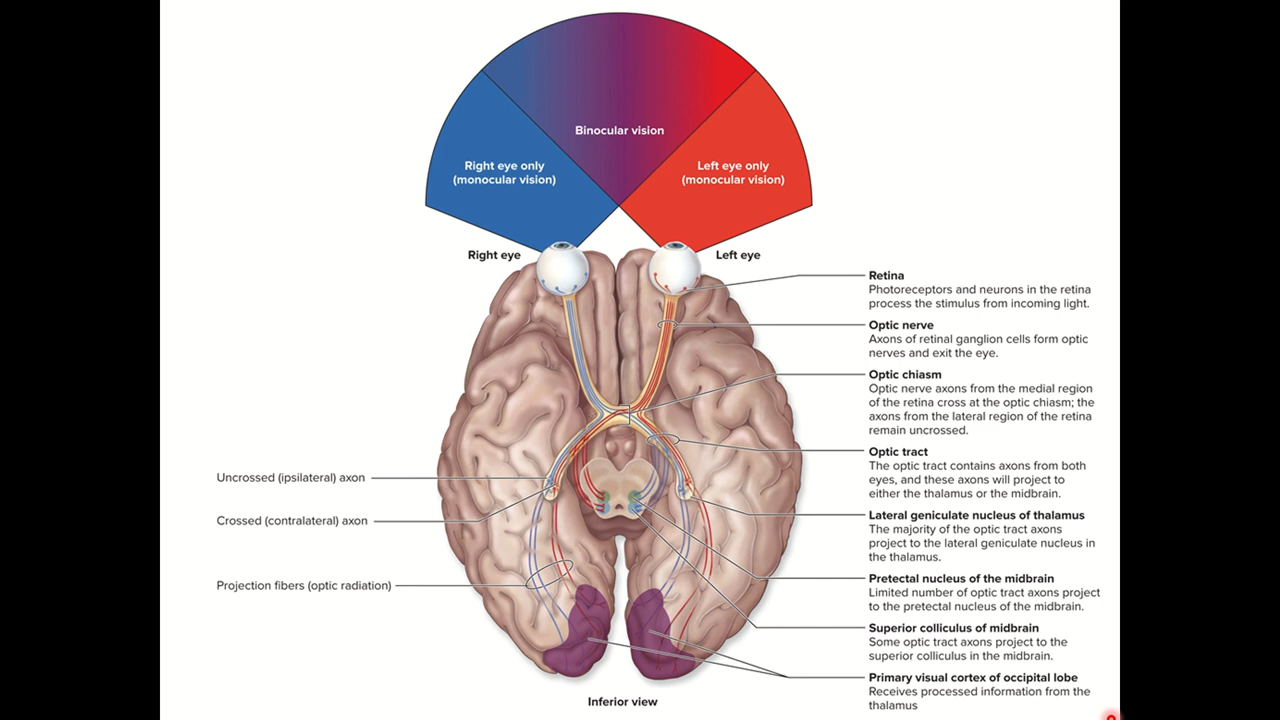 Binocular vision
Right eye only
(monocular vision)
Left eye only
(monocular vision)
Right eye
Left eye
Retina
Photoreceptors and neurons in the retina
process the stimulus from incoming light.
Optic nerve
Axons of retinal ganglion cells form optic
nerves and exit the eye.
Optic chiasm
Optic nerve axons from the medial region
of the retina cross at the optic chiasm; the
axons from the lateral region of the retina
remain uncrossed.
Optic tract
The optic tract contains axons from both
eyes, and these axons will project to
either the thalamus or the midbrain.
Uncrossed (ipsilateral) axon
Crossed (contralateral) axon
Lateral geniculate nucleus of thalamus
The majority of the optic tract axons
project to the lateral geniculate nucleus in
the thalamus.
Pretectal nucleus of the midbrain
Limited number of optic tract axons project
to the pretectal nucleus of the midbrain.
Projection fibers (optic radiation)
Superior colliculus of midbrain
Some optic tract axons project to the
superior colliculus in the midbrain.
Primary visual cortex of occipital lobe
Receives processed information from the
thalamus
Inferior view